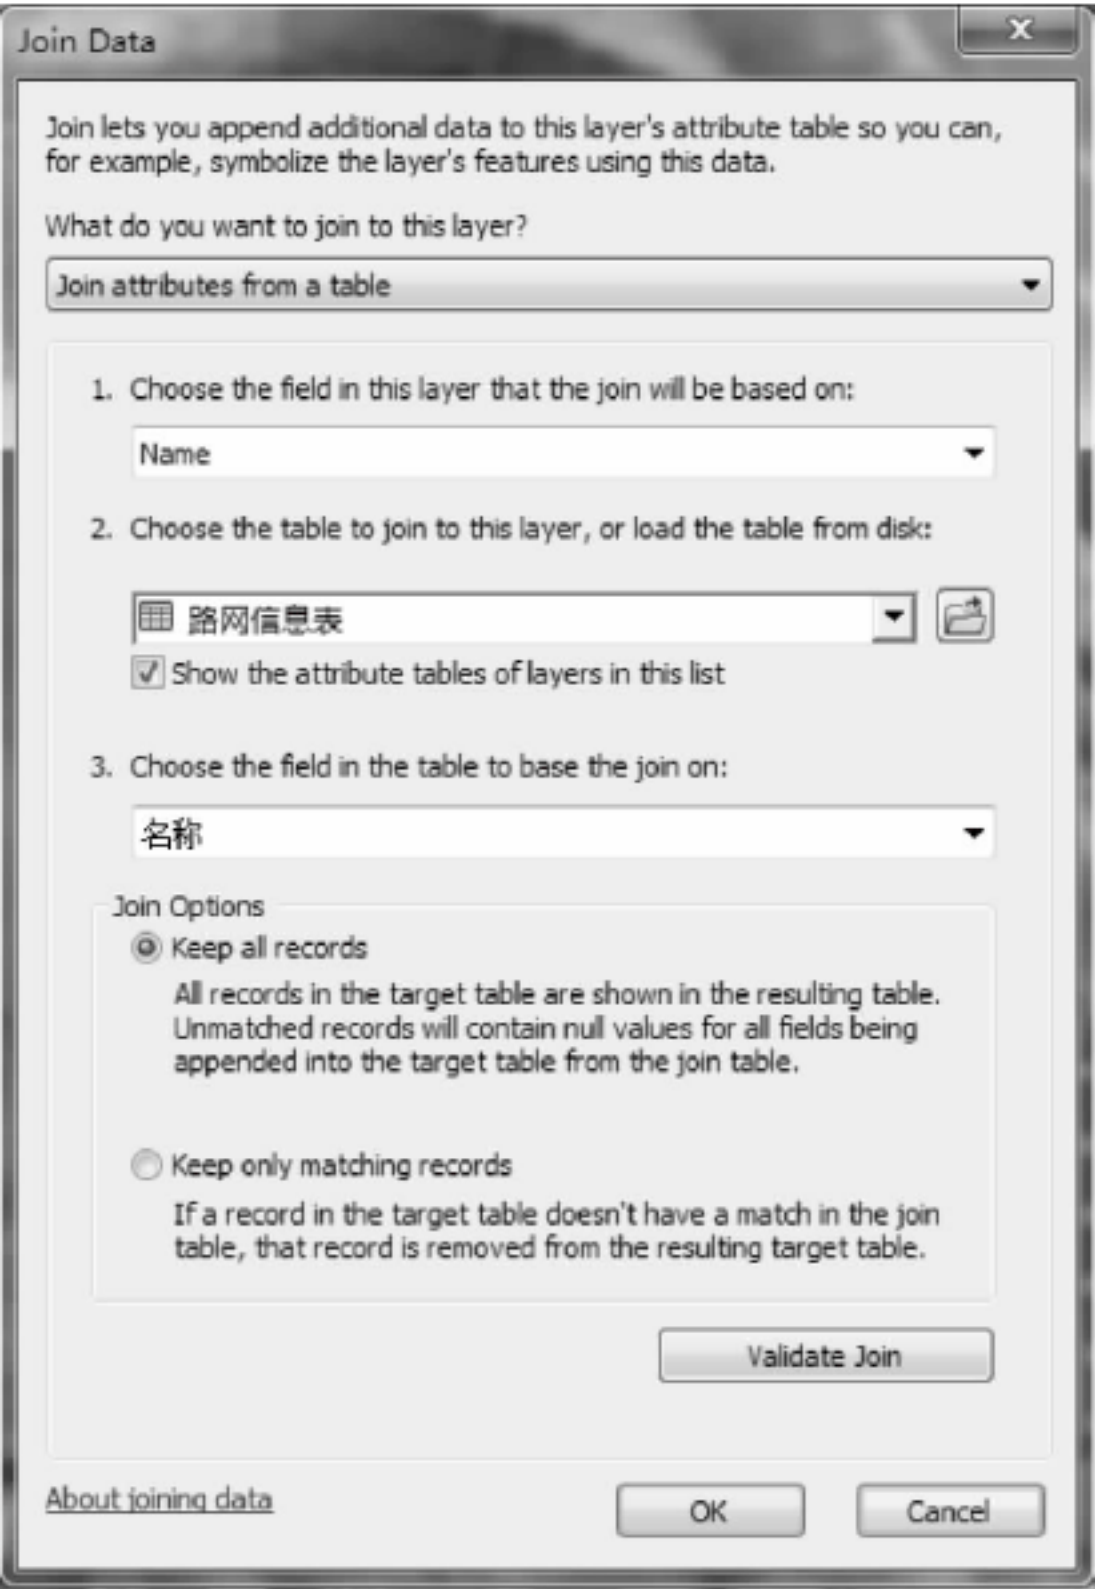 Join Data
x
Join lets you append additional data to this layer's attribute table so you can,
for example, symbolize the layer's features using this data.
What do you want to join to this layer?
Join attributes from a table
1. Choose the field in this layer that the join will be based on:
Name
2. Choose the table to join to this layer, or load the table from disk:
路网信息表
Show the attribute tables of layers in this list
3. Choose the field in the table to base the join on:
名称
Join Options
Keep all records
All records in the target table are shown in the resulting table.
Unmatched records will contain null values for all fields being
appended into the target table from the join table.
Keep only matching records
If a record in the target table doesn't have a match in the join
table, that record is removed from the resulting target table.
Validate Join
About joining data
OK
Cancel